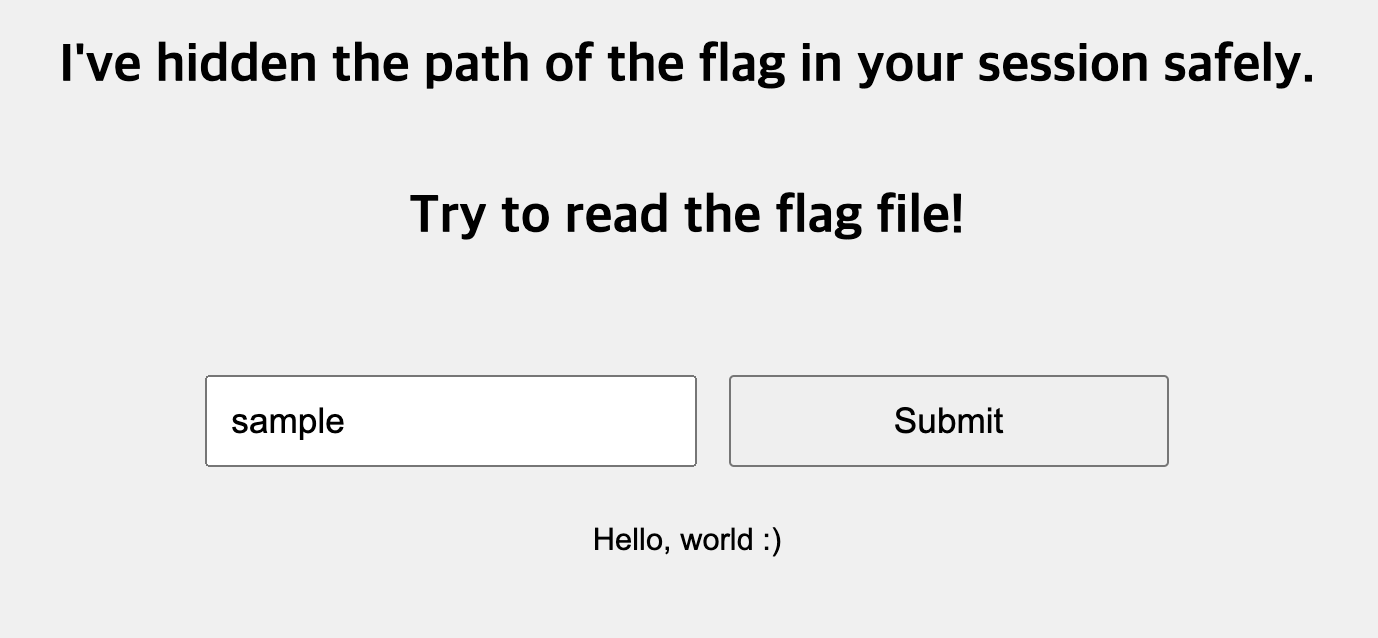 I've hidden the path of the flag in your session safely.
Try to read the flag file!
sample
Submit
Hello, world :)